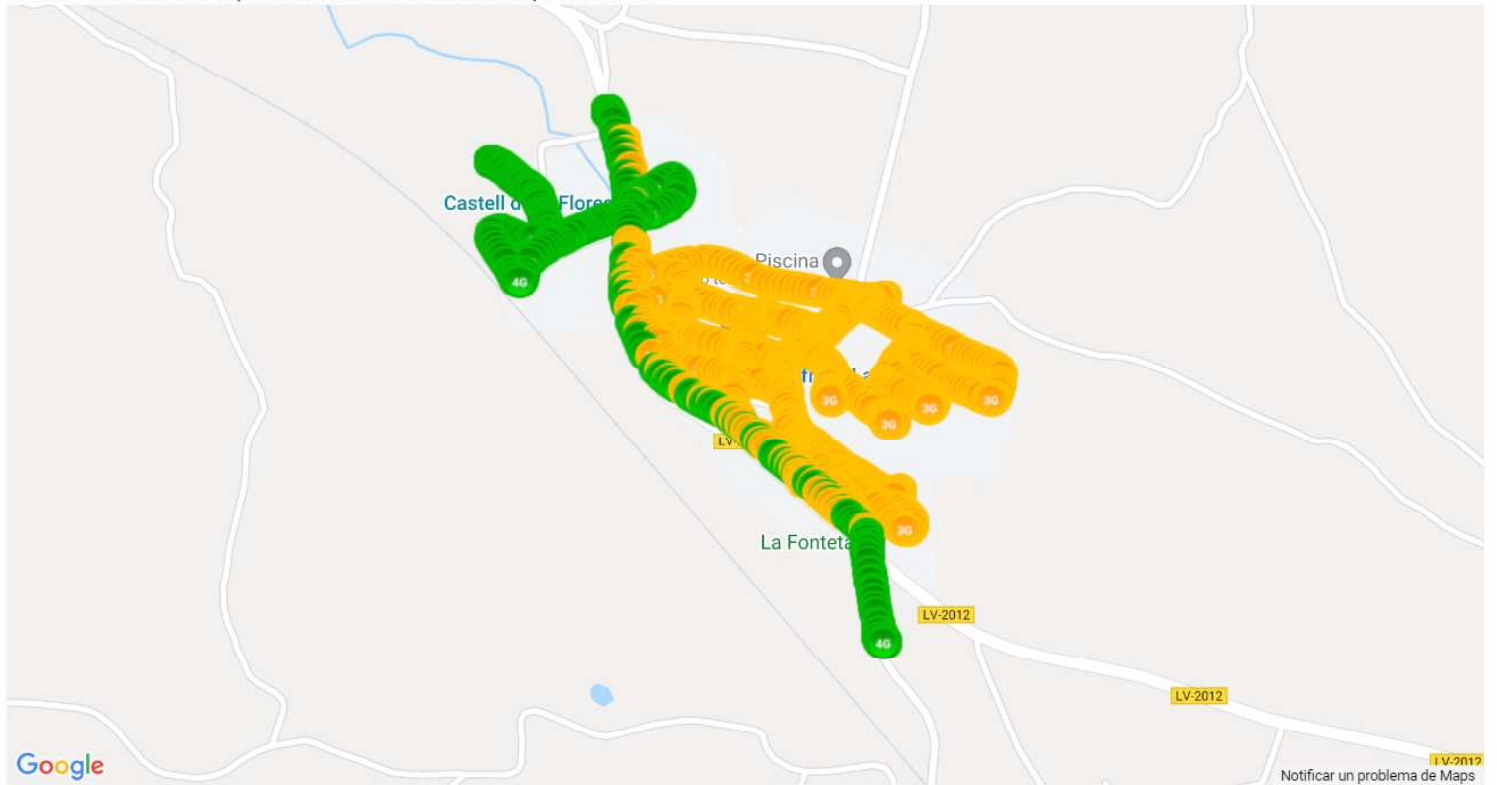 4G
Castell d
Flores
Piscina
3G
3G
3G
3G
LV-
3G
La Fonteta
LV-2012
4G
LV-2012
LV-2012
Google
Notificar un problema de Maps